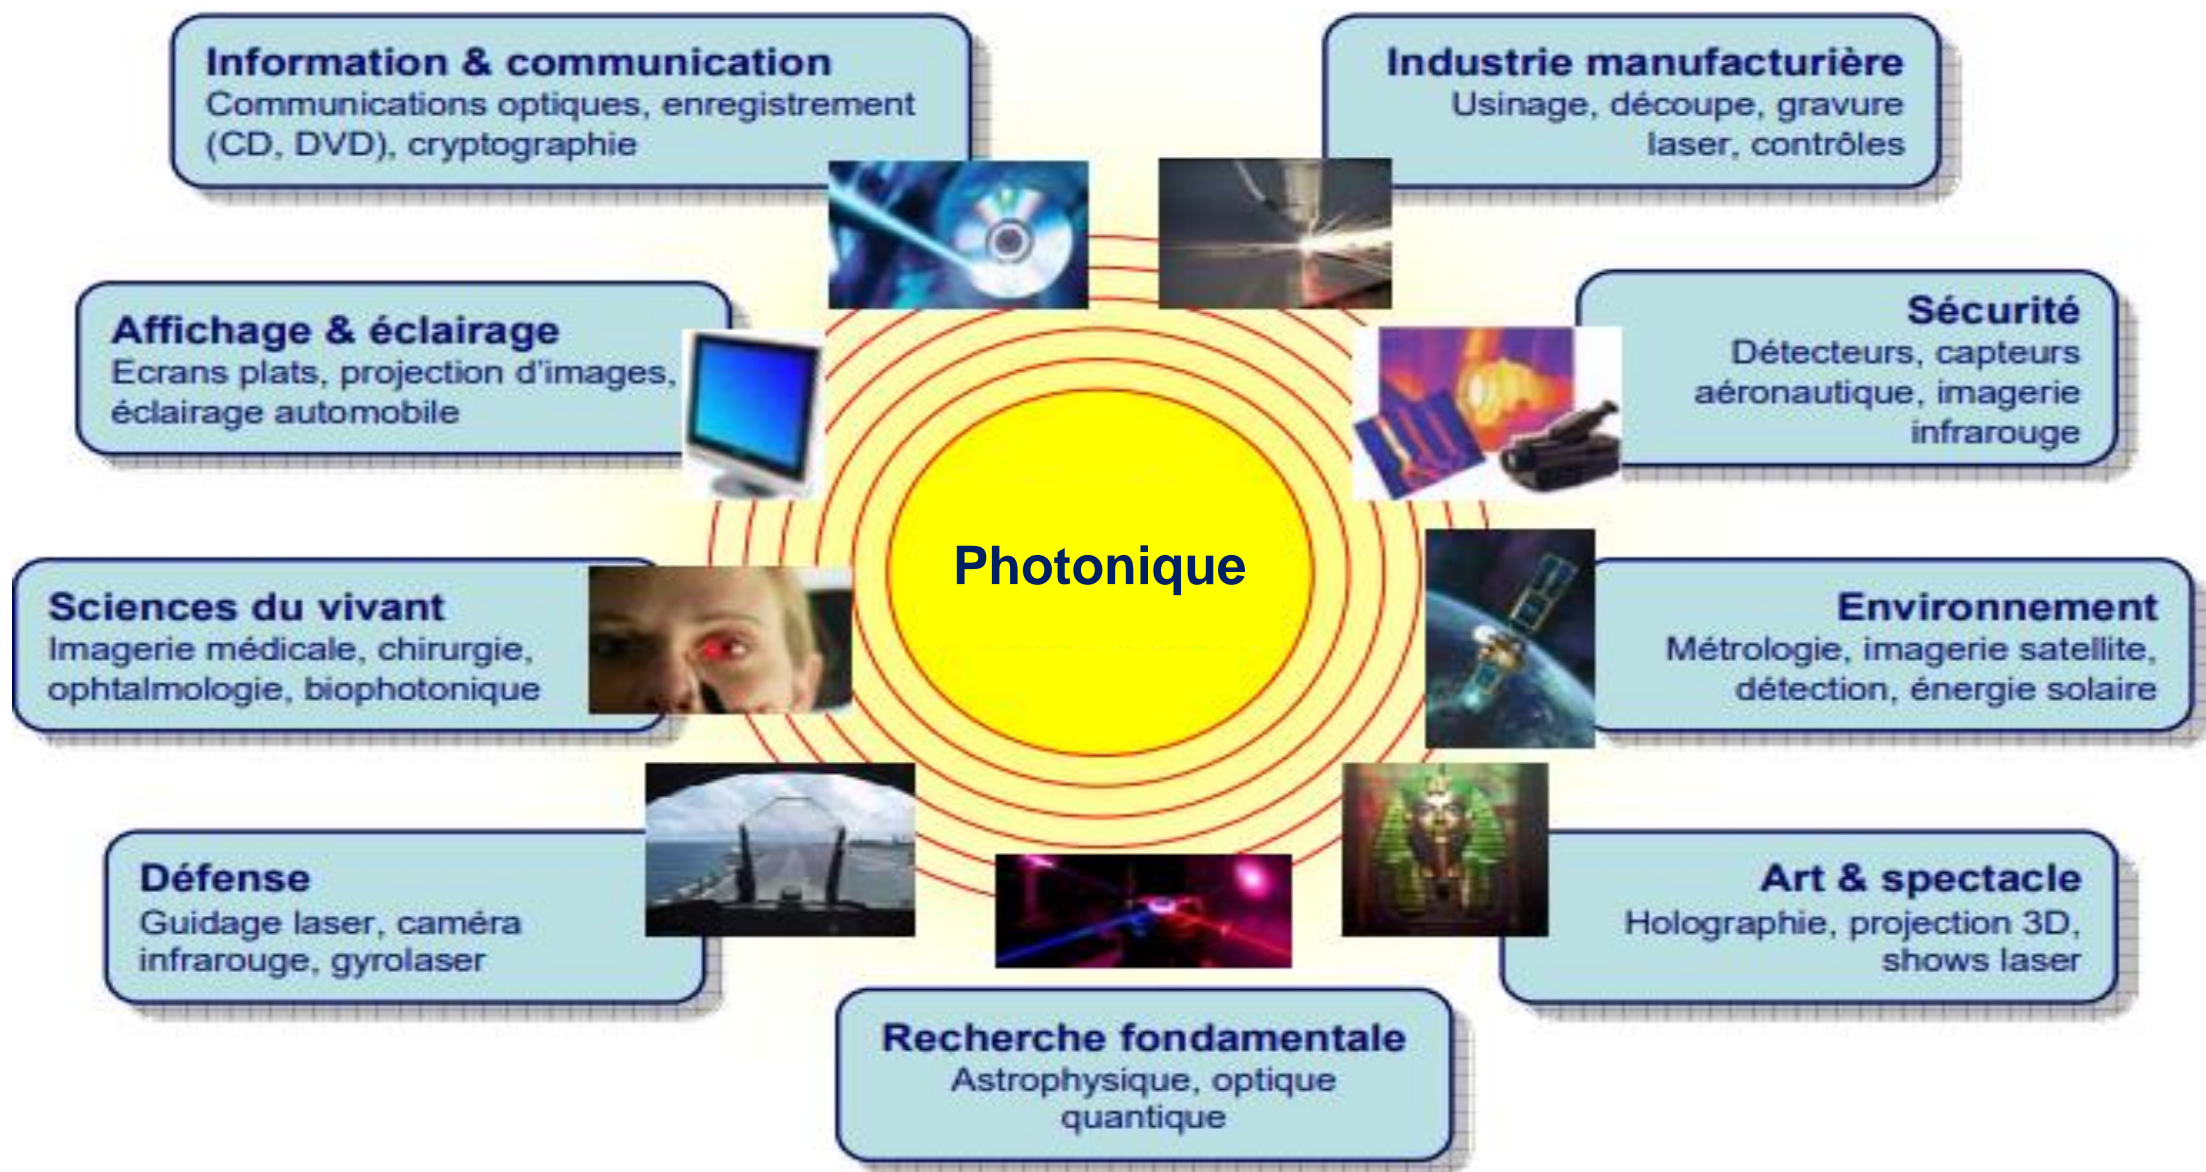 Information & communication
Communications optiques, enregistrement
(CD, DVD), cryptographie
Industrie manufacturière
Usinage, découpe, gravure
laser, contrôles
Affichage & éclairage
Ecrans plats, projection d'images,
éclairage automobile
Sécurité
Détecteurs, capteurs
aéronautique, imagerie
infrarouge
Photonique
Sciences du vivant
Imagerie médicale, chirurgie,
ophtalmologie, biophotonique
Environnement
Métrologie, imagerie satellite,
détection, énergie solaire
Défense
Guidage laser, caméra
infrarouge, gyrolaser
Art & spectacle
Holographie, projection 3D,
shows laser
Recherche fondamentale
Astrophysique, optique
quantique